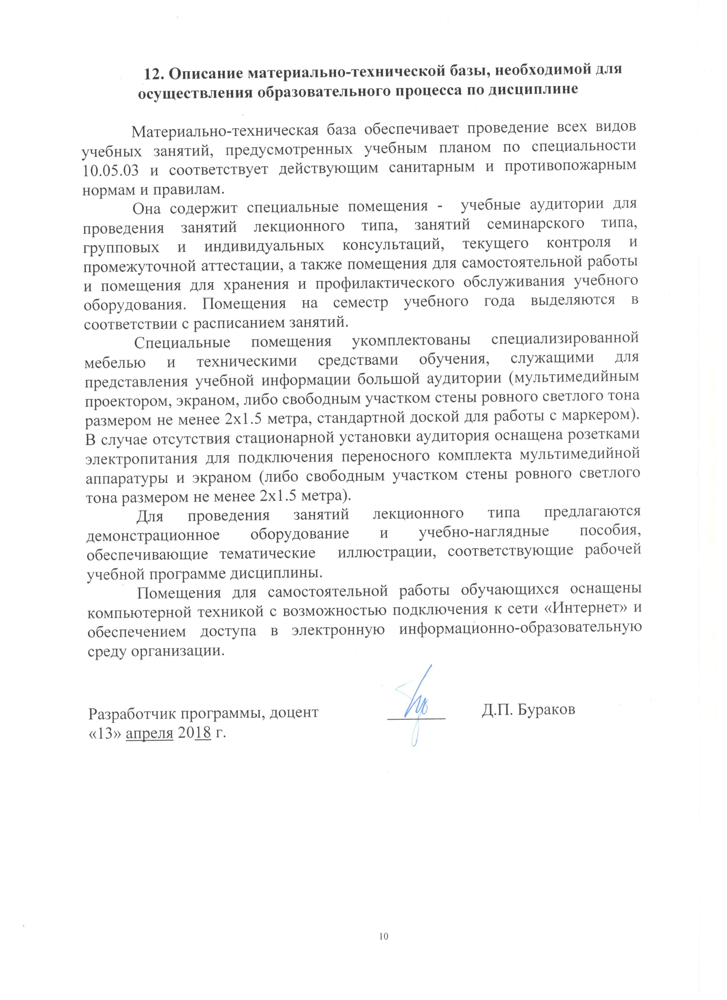 12. Описание материально-технической базы, необходимой для
осуществления образовательного процесса по дисциплине
Материально-техническая база обеспечивает проведение всех видов
учебных занятий, предусмотренных учебным планом по специальности
10.05.03 и соответствует действующим санитарным и противопожарным
нормам и правилам.
Она содержит специальные помещения - учебные аудитории для
проведения занятий лекционного типа, занятий семинарского типа,
групповых и индивидуальных консультаций, текущего контроля и
промежуточной аттестации, а также помещения для самостоятельной работы
и помещения для хранения и профилактического обслуживания учебного
оборудования. Помещения на семестр учебного года выделяются в
соответствии с расписанием занятий.
Специальные помещения укомплектованы специализированной
мебелью и техническими средствами обучения, служащими для
представления учебной информации большой аудитории (мультимедийным
проектором, экраном, либо свободным участком стены ровного светлого тона
размером не менее 2х1.5 метра, стандартной доской для работы с маркером).
В случае отсутствия стационарной установки аудитория оснащена розетками
электропитания для подключения переносного комплекта мультимедийной
аппаратуры и экраном (либо свободным участком стены ровного светлого
тона размером не менее 2х1.5 метра).
Для проведения занятий лекционного типа предлагаются
демонстрационное оборудование и учебно-наглядные пособия,
обеспечивающие тематические иллюстрации, соответствующие рабочей
учебной программе дисциплины.
Помещения для самостоятельной работы обучающихся оснащены
компьютерной техникой с возможностью подключения к сети «Интернет» и
обеспечением доступа в электронную информационно-образовательную
среду организации.
Разработчик программы, доцент Д.П. Бураков
«13» апреля 2018 г.
10